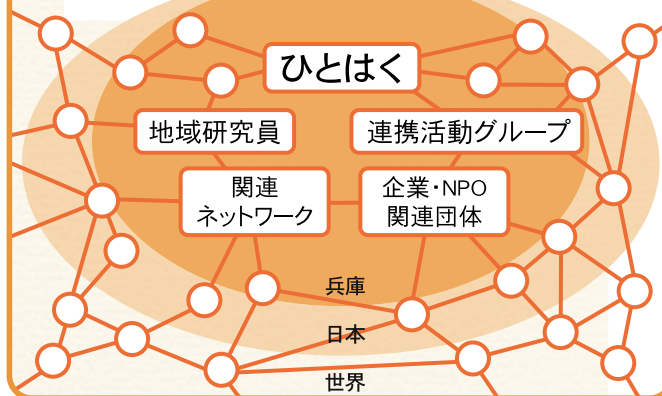 ひとはく
地域研究員
連携活動グループ
関連
ネットワーク
企業・NPO
関連団体
兵庫
日本
世界